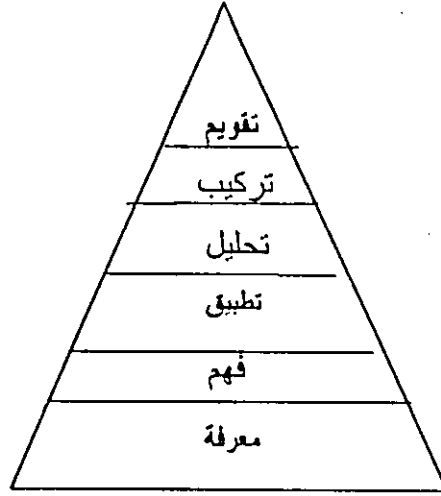 تقويم
تركيب
تحليل
تطبيق
فهم
معرفة